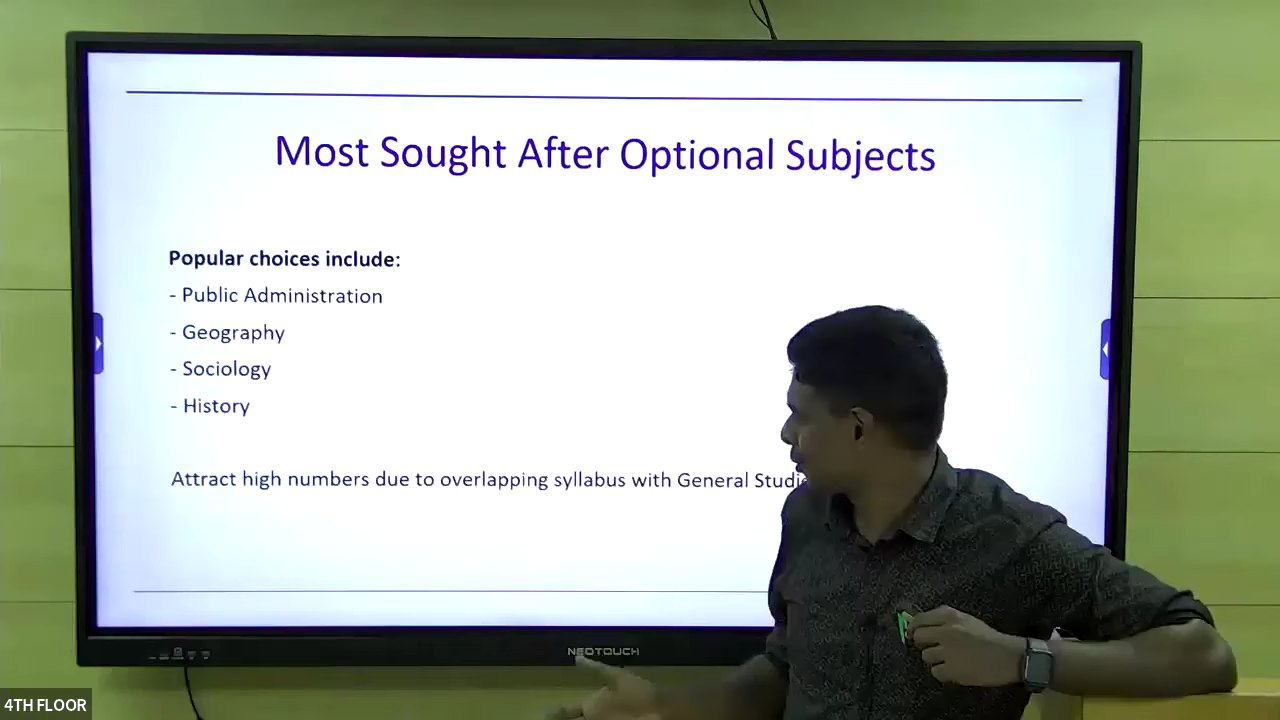 Most Sought After Optional Subjects
Popular choices include:
- Public Administration
- Geography
- Sociology
- History
Attract high numbers due to overlapping syllabus with General
NEOTOUCH
4TH FLOOR